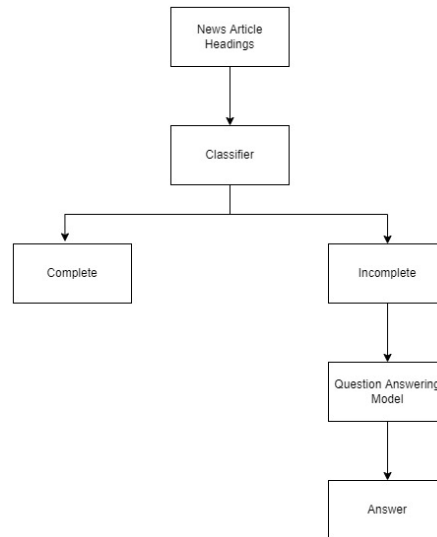 News Article
Headings
Classifier
Complete
Incomplete
Question Answering
Model
Answer